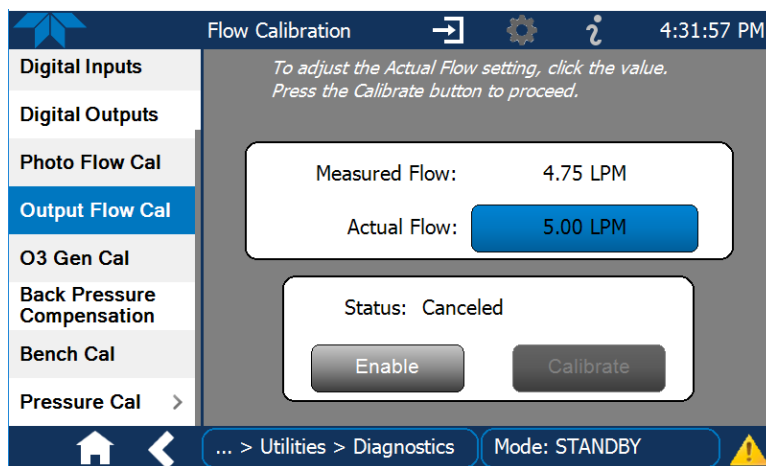 Flow Calibration
4:31:57 PM
Digital Inputs
Digital Outputs
Photo Flow Cal
Output Flow Cal
O3 Gen Cal
Back Pressure
Compensation
Bench Cal
Pressure Cal >
To adjust the Actual Flow setting, click the value.
Press the Calibrate button to proceed.
Measured Flow: 4.75 LPM
Actual Flow: 5.00 LPM
Status: Canceled
Enable
Calibrate
... > Utilities > Diagnostics
Mode: STANDBY